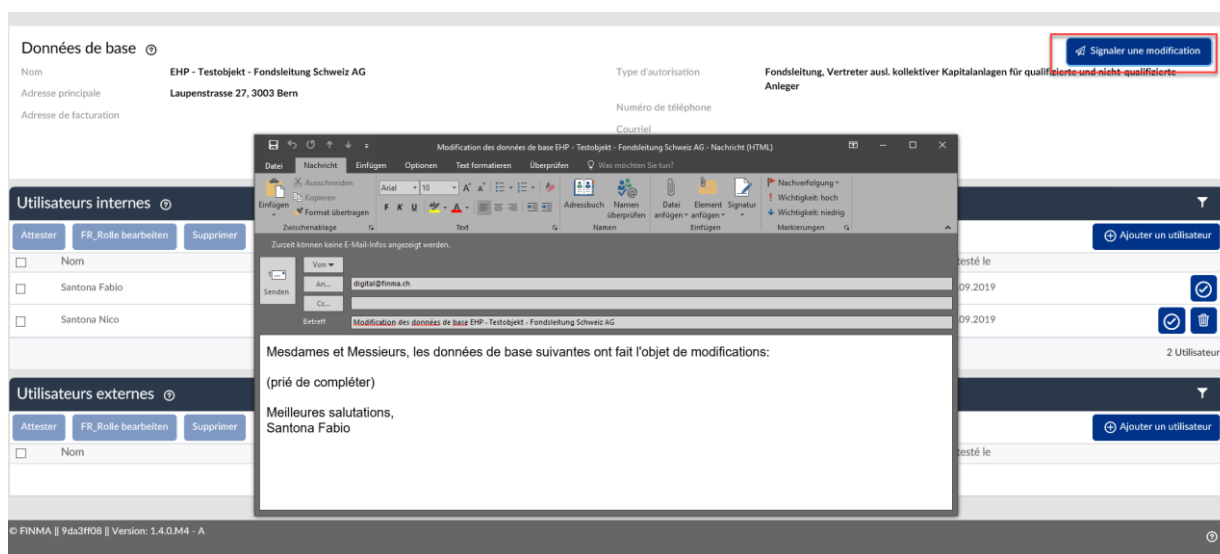 Données de base
Signaler une modification
Nom EHP - Testobjekt - Fondsleitung Schweiz AG
Type d'autorisation Fondsleitung, Vertreter ausl. kollektiver Kapitalanlagen für qualifizierte und nicht-qualifizierte
Anleger
Adresse principale Laupenstrasse 27, 3003 Bern
Numéro de téléphone
Adresse de facturation
Courriel
Modification des données de base EHP - Testobjekt - Fondsleitung Schweiz AG - Nachricht (HTML)
Datei Nachricht Einfügen Optionen Text formatieren Überprüfen Was möchten Sie tun?
Einfügen
Ausschneiden
Kopieren
Format übertragen
Zwischenablage
Arial 10
F K U
Text
Adressbuch Namen
überprüfen
Namen
Datei
anfügen
Element
anfügen
Signatur
Einfügen
Nachverfolgung
Wichtigkeit: hoch
Wichtigkeit: niedrig
Markierungen
Zurzeit können keine E-Mail-Infos angezeigt werden.
Senden
Von
An... digital@finma.ch
Cc...
Betreff Modification des données de base EHP - Testobjekt - Fondsleitung Schweiz AG
Mesdames et Messieurs, les données de base suivantes ont fait l'objet de modifications:
(prié de compléter)
Meilleures salutations,
Santona Fabio
Utilisateurs internes
Attester FR_Rolle bearbeiten Supprimer
Ajouter un utilisateur
Nom testé le
Santona Fabio 09.2019
Santona Nico 09.2019
2 Utilisateur
Utilisateurs externes
Attester FR_Rolle bearbeiten Supprimer
Ajouter un utilisateur
Nom testé le
© FINMA || 9da3ff08 || Version: 1.4.0.M4 - A